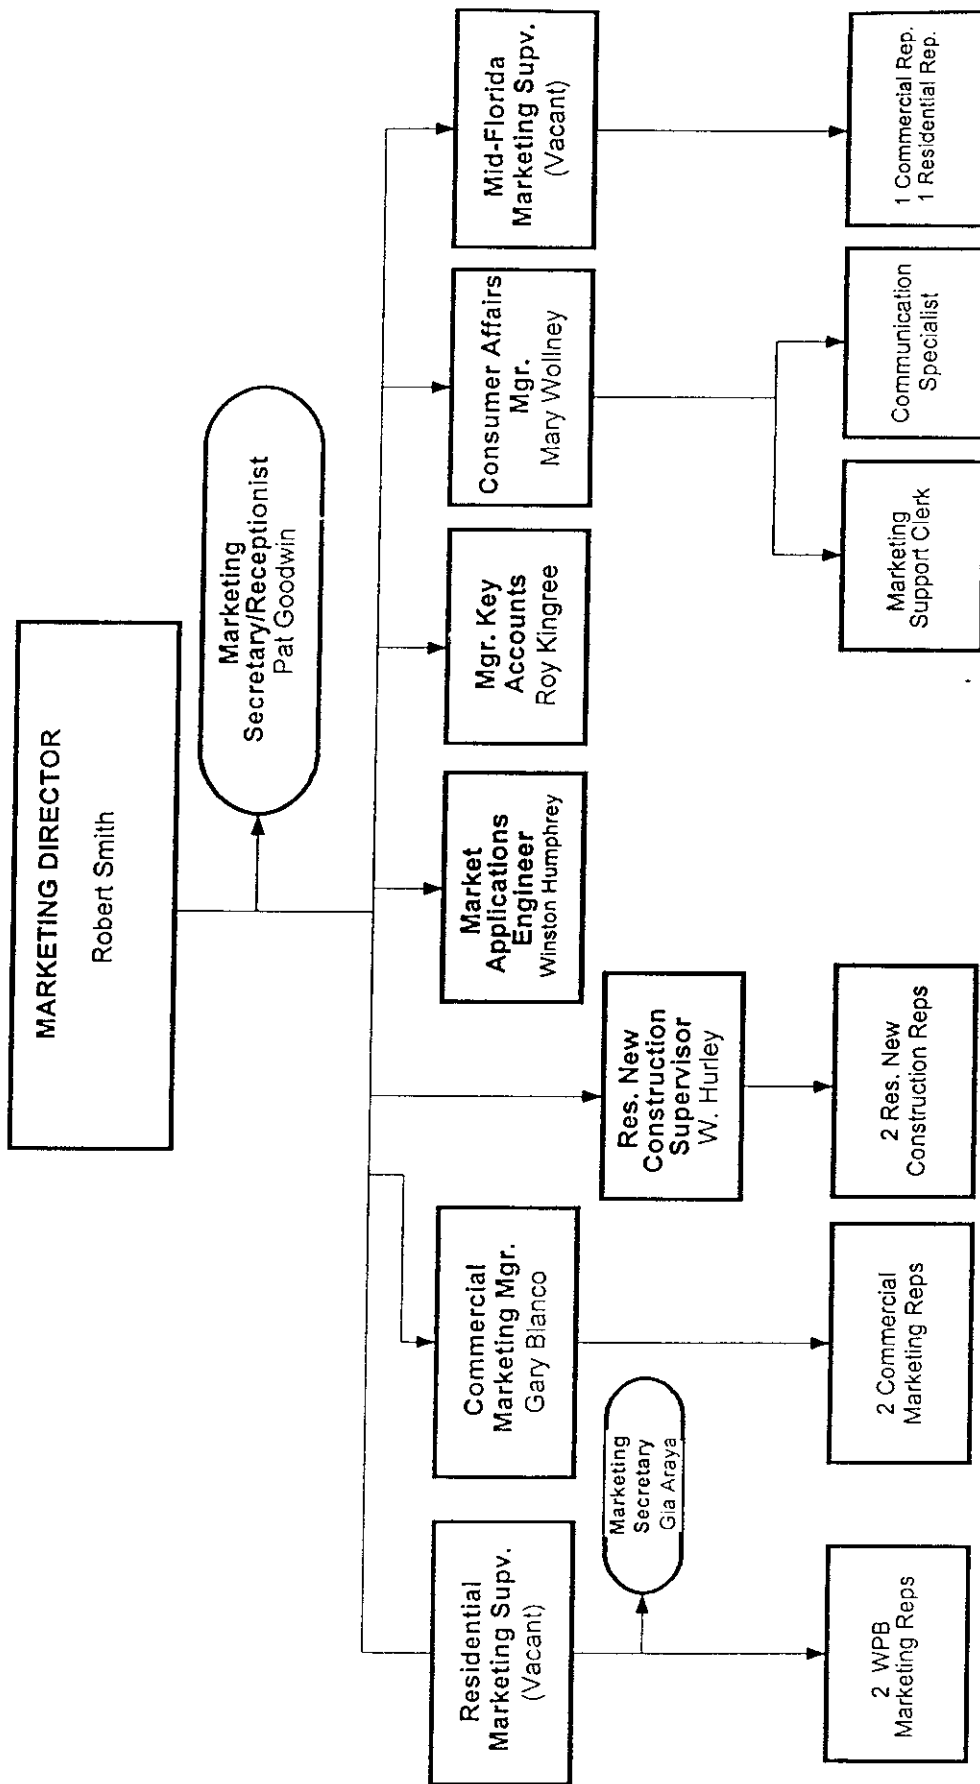 MARKETING DIRECTOR
Robert Smith
Marketing
Secretary/Receptionist
Pat Goodwin
Residential
Marketing Supv.
(Vacant)
Commercial
Marketing Mgr.
Gary Blanco
Res. New
Construction
Supervisor
W. Hurley
Market
Applications
Engineer
Winston Humphrey
Mgr. Key
Accounts
Roy Kingree
Consumer Affairs
Mgr.
Mary Wollney
Mid-Florida
Marketing Supv.
(Vacant)
Marketing
Secretary
Gia Araya
2 WPB
Marketing Reps
2 Commercial
Marketing Reps
2 Res. New
Construction Reps
Marketing
Support Clerk
Communication
Specialist
1 Commercial Rep.
1 Residential Rep.